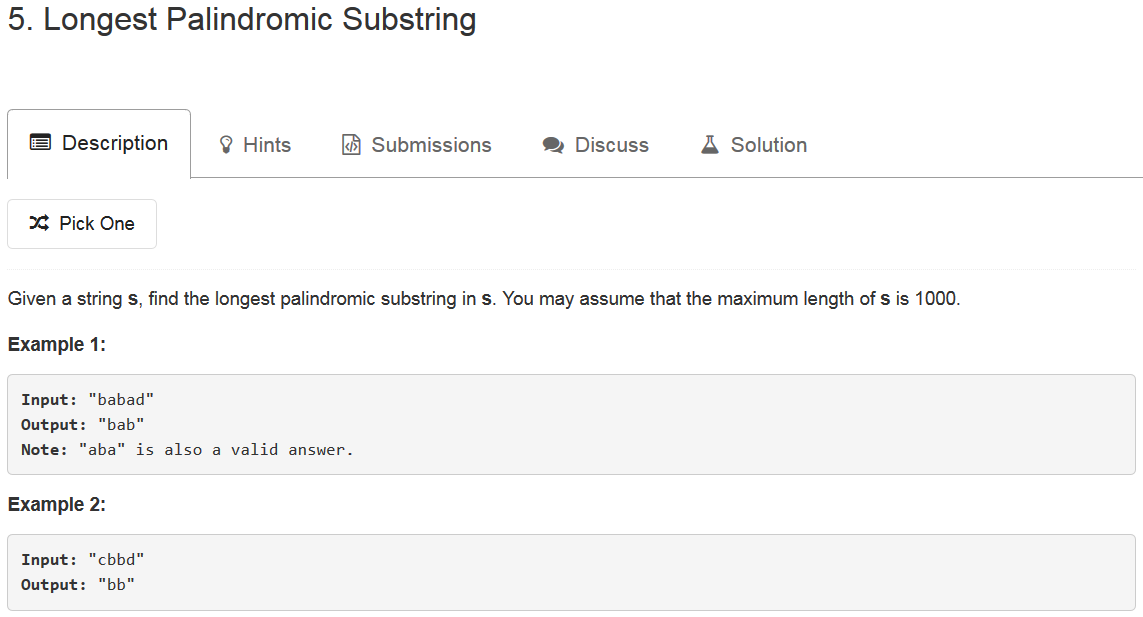 5. Longest Palindromic Substring
Description
Hints
Submissions
Discuss
Solution
Pick One
Given a string s, find the longest palindromic substring in s. You may assume that the maximum length of s is 1000.
Example 1:
Input: "babad"
Output: "bab"
Note: "aba" is also a valid answer.
Example 2:
Input: "cbbd"
Output: "bb"